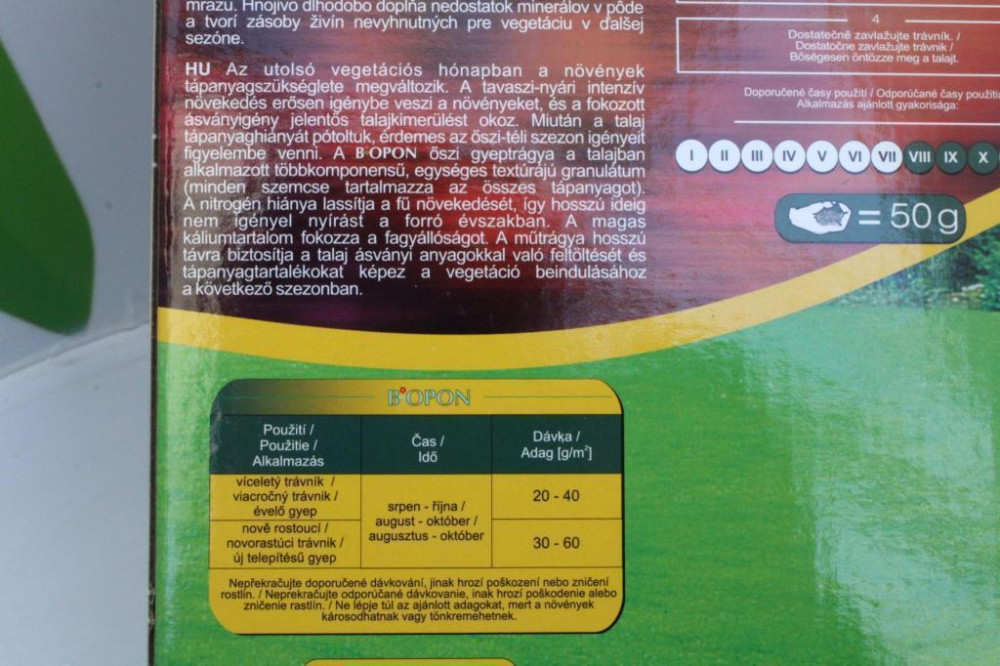 mrazu. Hnojivo dlhodobo dopĺňa nedostatok minerálov v pôde
a tvorí zásoby živín nevyhnutných pre vegetáciu v ďalšej
sezóne.
HU Az utolsó vegetációs hónapban a növények
tápanyagszükséglete megváltozik. A tavaszi-nyári intenzív
növekedés erősen igénybe veszi a növényeket, és a fokozott
ásványigény jelentős talajkimerülést okoz. Miután a talaj
tápanyaghiányát pótoltuk, érdemes az őszi-téli szezon igényeit
figyelembe venni. A BIOPON őszi gyeptrágya a talajban
alkalmazott többkomponensű, egységes textúrájú granulátum
(minden szemcse tartalmazza az összes tápanyagot).
A nitrogén hiánya lassítja a fű növekedését, így hosszú ideig
nem igényel nyírást a forró évszakban. A magas
káliumtartalom fokozza a fagyállóságot. A műtrágya hosszú
távra biztosítja a talaj ásványi anyagokkal való feltöltését és
tápanyagtartalékokat képez a vegetáció beindulásához
a következő szezonban.
4
Dostatečně zavlažujte trávník. /
Dostatočne zavlažujte trávnik /
Bőségesen öntözze meg a talajt.
Doporučené časy použití / Odporúčané časy použitia
Alkalmazás ajánlott gyakorisága:
I II III IV V VI VII VIII IX X
= 50 g
BIOPON
Použití /
Použitie /
Alkalmazás
Čas /
Idő
Dávka /
Adag [g/m²]
víceletý trávník /
viacročný trávnik /
évelő gyep
srpen - října /
august - október /
augusztus - október
20 - 40
nově rostoucí /
novorastúci trávnik /
új telepítésű gyep
30 - 60
Nepřekračujte doporučené dávkování, jinak hrozí poškození nebo zničení
rostlin. / Neprekračujte odporúčané dávkovanie, inak hrozí poškodenie alebo
zničenie rastlín. / Ne lépje túl az ajánlott adagokat, mert a növények
károsodhatnak vagy tönkremehetnek.